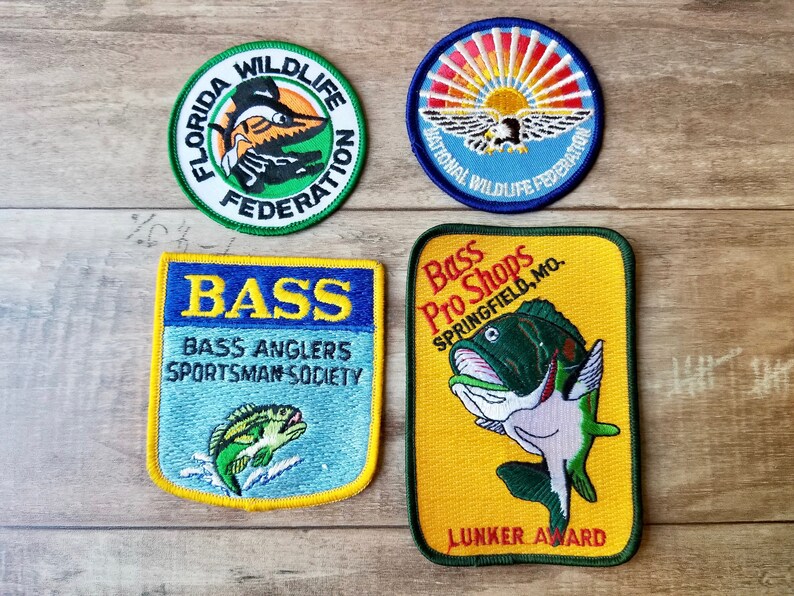 FLORIDA WILDLIFE
FEDERATION
NATIONAL WILDLIFE FEDERATION
BASS
BASS ANGLERS
SPORTSMAN SOCIETY
Bass
Pro Shops
SPRINGFIELD, MO.
LUNKER AWARD